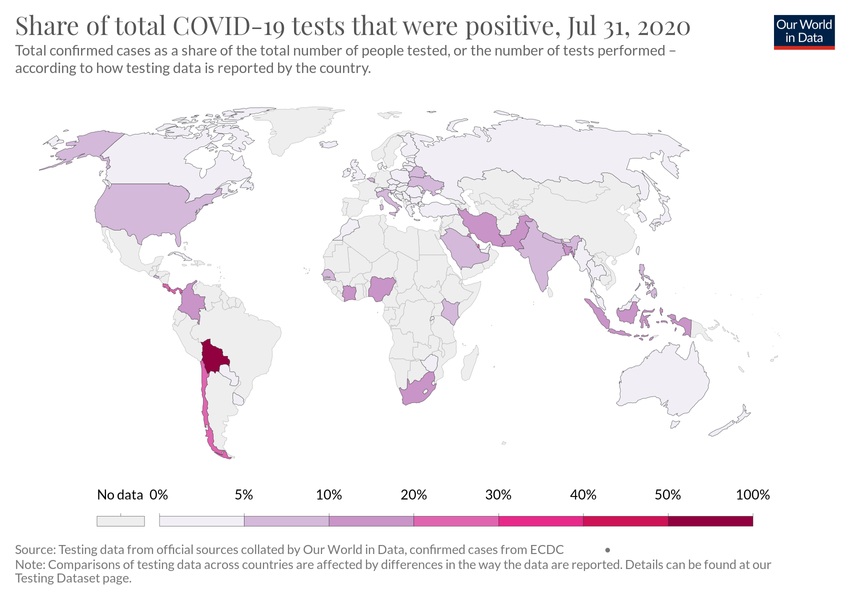 Share of total COVID-19 tests that were positive, Jul 31, 2020
Our World
in Data
Total confirmed cases as a share of the total number of people tested, or the number of tests performed –
according to how testing data is reported by the country.
No data 0% 5% 10% 20% 30% 40% 50% 100%
Source: Testing data from official sources collated by Our World in Data, confirmed cases from ECDC •
Note: Comparisons of testing data across countries are affected by differences in the way the data are reported. Details can be found at our
Testing Dataset page.